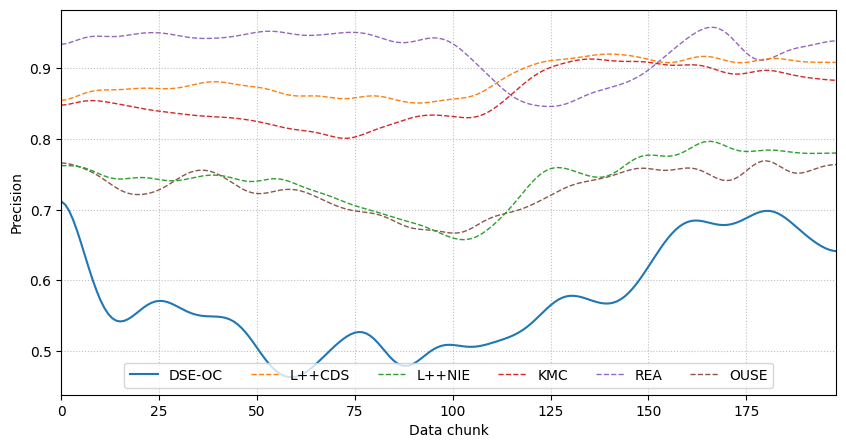 Precision
0.9
0.8
0.7
0.6
0.5
DSE-OC L++CDS L++NIE KMC REA OUSE
0 25 50 75 100 125 150 175
Data chunk